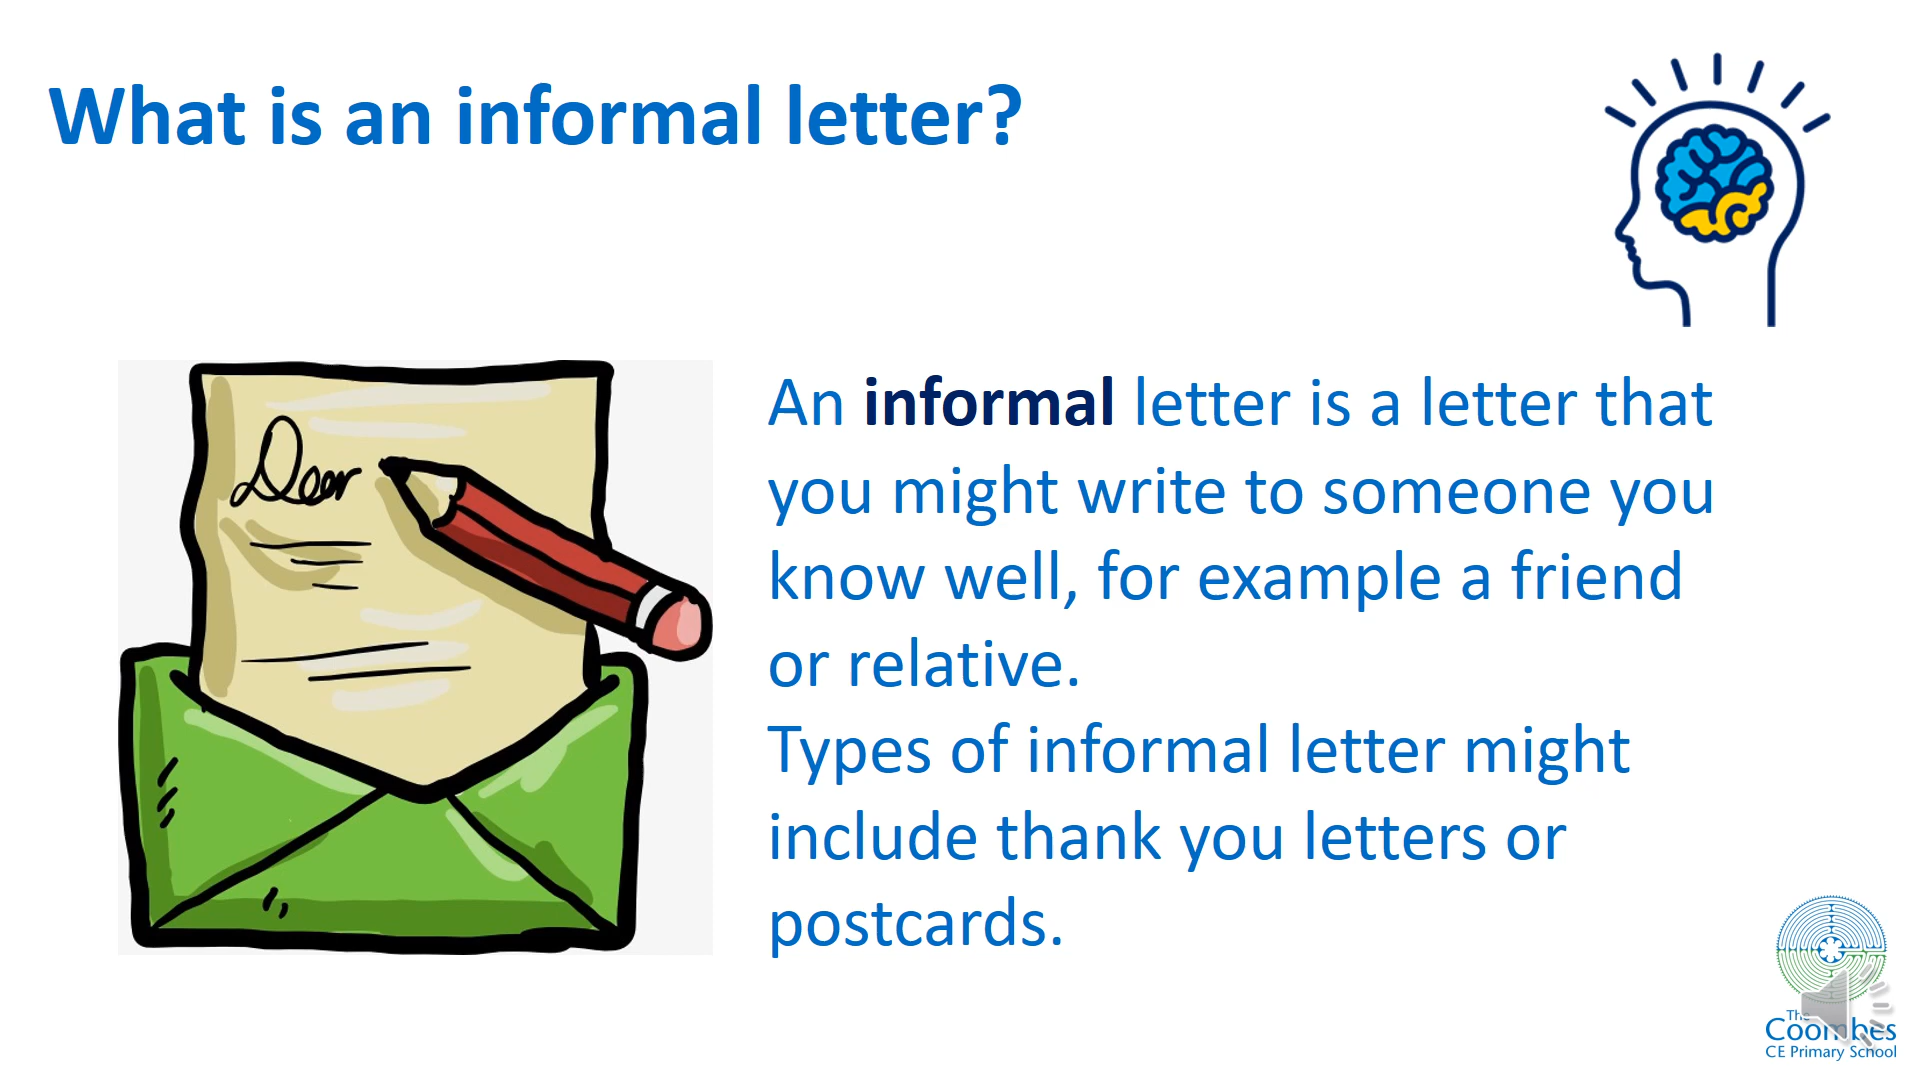 What is an informal letter?
Dear
An informal letter is a letter that
you might write to someone you
know well, for example a friend
or relative.
Types of informal letter might
include thank you letters or
postcards.
The
Coombes
CE Primary School